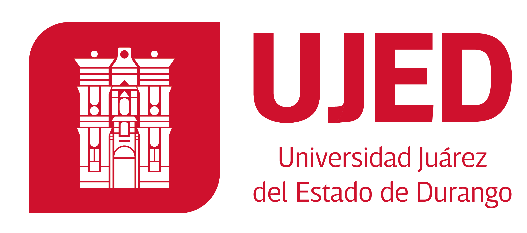 UJED
Universidad Juárez
del Estado de Durango